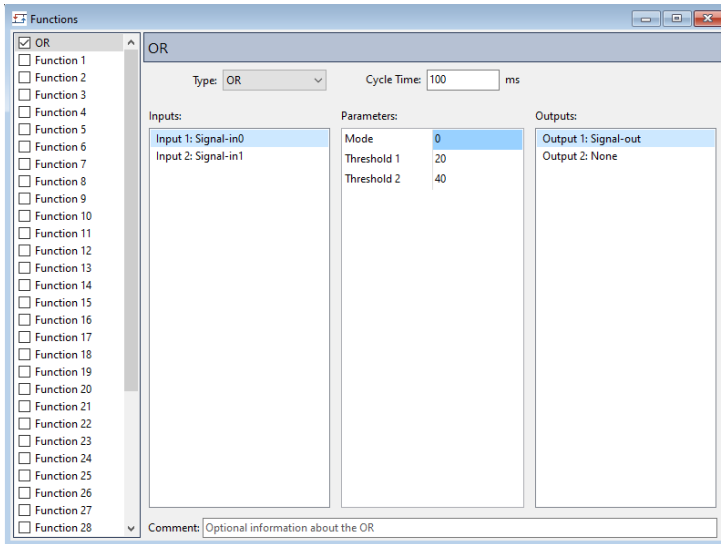 Functions
OR
Function 1
Function 2
Function 3
Function 4
Function 5
Function 6
Function 7
Function 8
Function 9
Function 10
Function 11
Function 12
Function 13
Function 14
Function 15
Function 16
Function 17
Function 18
Function 19
Function 20
Function 21
Function 22
Function 23
Function 24
Function 25
Function 26
Function 27
Function 28
OR
Type: OR Cycle Time: 100 ms
Inputs:
Input 1: Signal-in0
Input 2: Signal-in1
Parameters:
Mode 0
Threshold 1 20
Threshold 2 40
Outputs:
Output 1: Signal-out
Output 2: None
Comment: Optional information about the OR